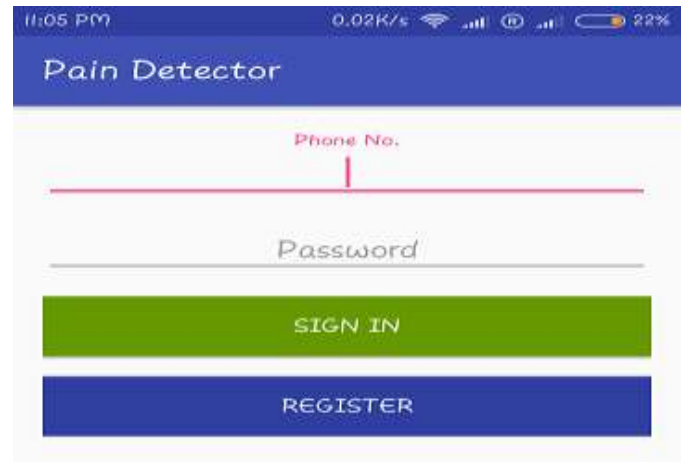 11:05 PM 0.02K/s R 22%
Pain Detector
Phone No.
Password
SIGN IN
REGISTER